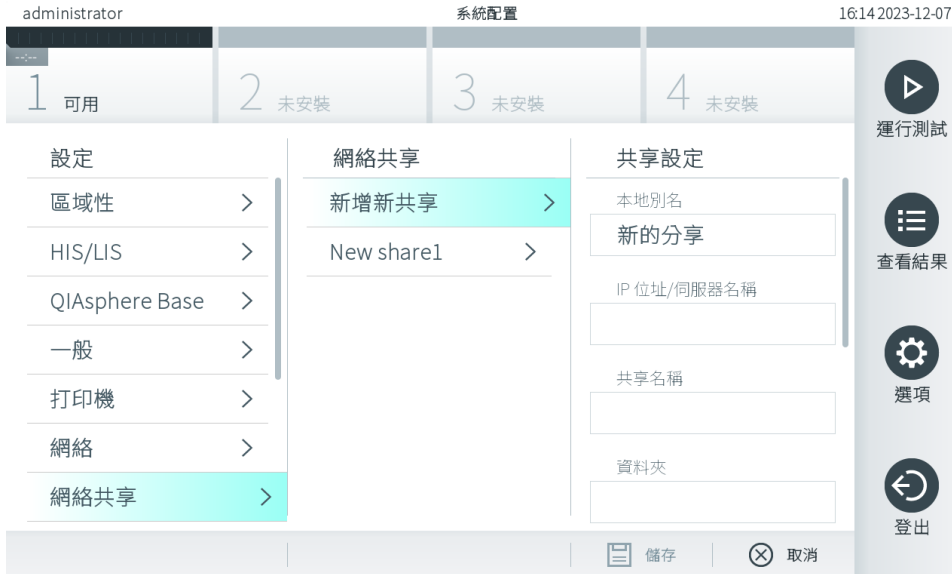 administrator
系統配置
16:14 2023-12-07
--:--
1 可用
2 未安裝
3 未安裝
4 未安裝
運行測試
查看結果
選項
登出
設定
區域性
HIS/LIS
QIAsphere Base
一般
打印機
網絡
網絡共享
網絡共享
新增新共享
New share1
共享設定
本地別名
新的分享
IP 位址/伺服器名稱
共享名稱
資料夾
儲存
取消